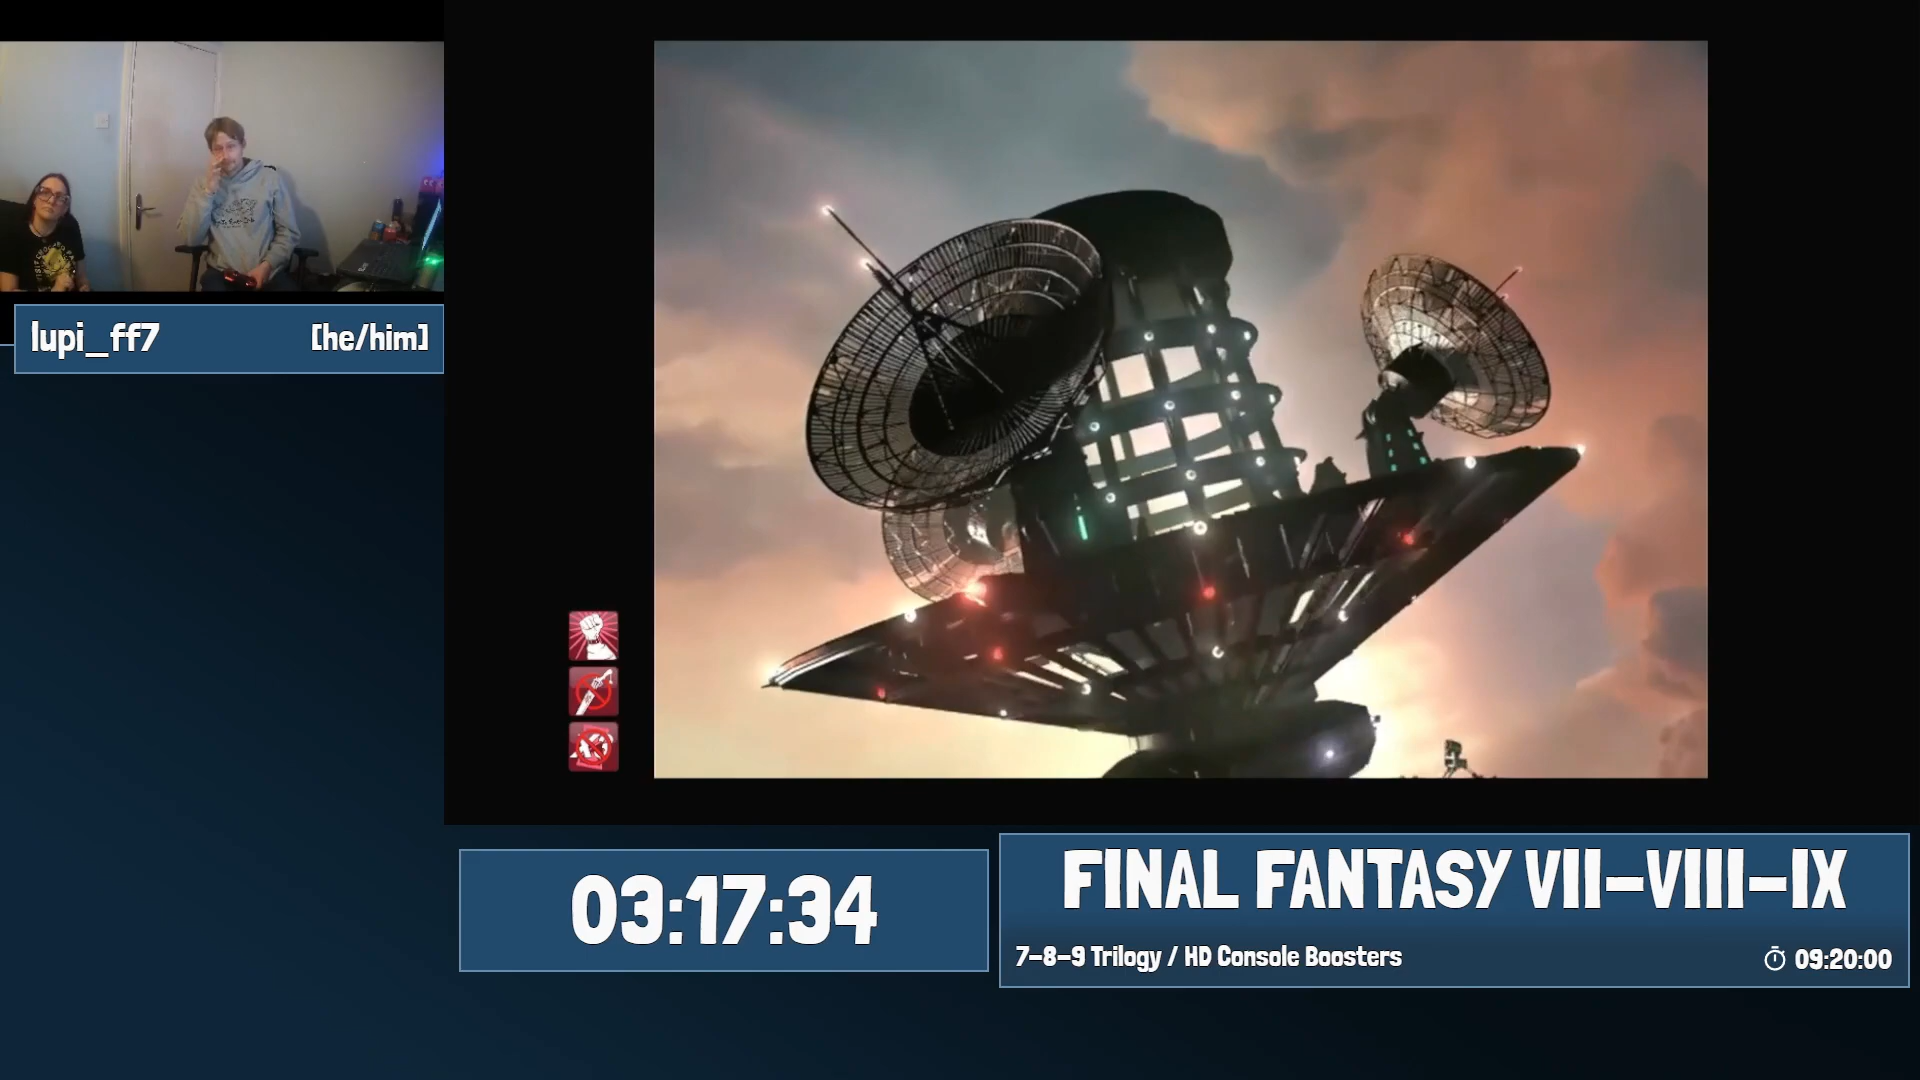 lupi_ff7 [he/him]
03:17:34
FINAL FANTASY VII-VIII-IX
7-8-9 Trilogy / HD Console Boosters 09:20:00